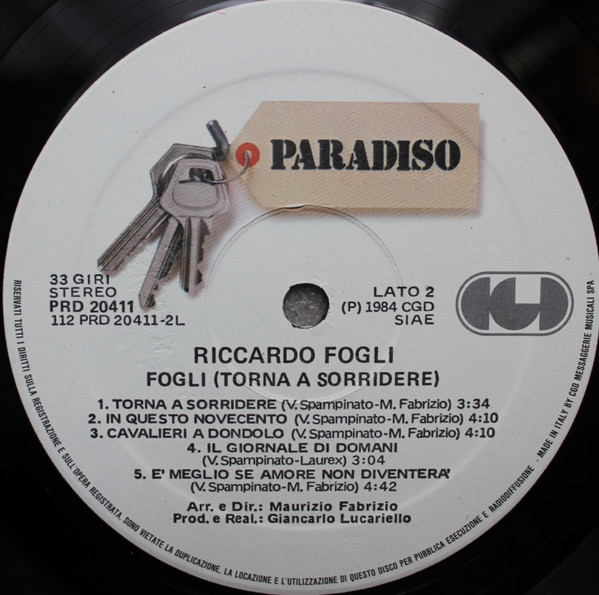 PARADISO
33 GIRI
STEREO
PRD 20411
112 PRD 20411-2L
LATO 2
(P) 1984 CGD
SIAE
RICCARDO FOGLI
FOGLI (TORNA A SORRIDERE)
1. TORNA A SORRIDERE (V. Spampinato-M. Fabrizio) 3:34
2. IN QUESTO NOVECENTO (V. Spampinato-M. Fabrizio) 4:10
3. CAVALIERI A DONDOLO (V. Spampinato-M. Fabrizio) 4:10
4. IL GIORNALE DI DOMANI
(V. Spampinato-Laurex) 3:04
5. E' MEGLIO SE AMORE NON DIVENTERA'
(V. Spampinato-M. Fabrizio) 4:42
Arr. e Dir.: Maurizio Fabrizio
Prod. e Real.: Giancarlo Lucariello
RISERVATI TUTTI I DIRITTI SULLA REGISTRAZIONE E SULL'OPERA REGISTRATA. SONO VIETATE LA DUPLICAZIONE, LA LOCAZIONE E L'UTILIZZAZIONE DI QUESTO DISCO PER PUBBLICA ESECUZIONE E RADIODIFFUSIONE - MADE IN ITALY BY CGD MESSAGGERIE MUSICALI SPA -